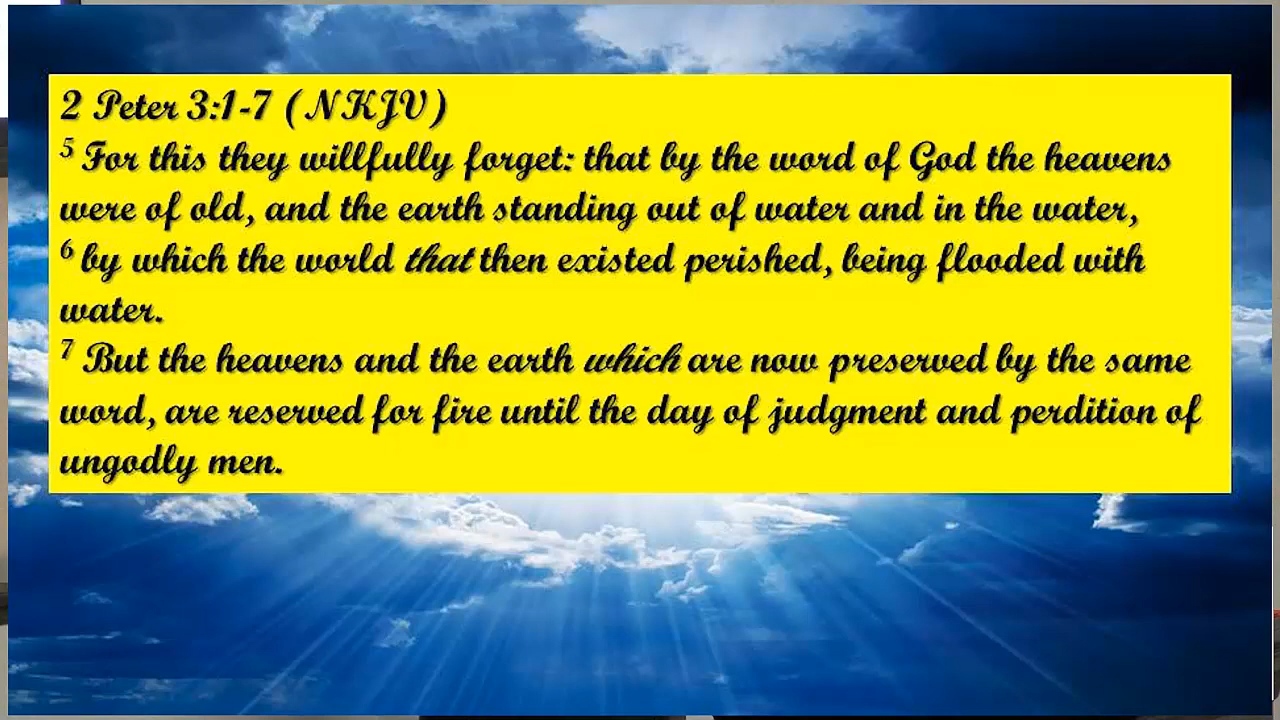 2 Peter 3:1-7 (NKJV)
5 For this they willfully forget: that by the word of God the heavens
were of old, and the earth standing out of water and in the water,
6 by which the world that then existed perished, being flooded with
water.
7 But the heavens and the earth which are now preserved by the same
word, are reserved for fire until the day of judgment and perdition of
ungodly men.